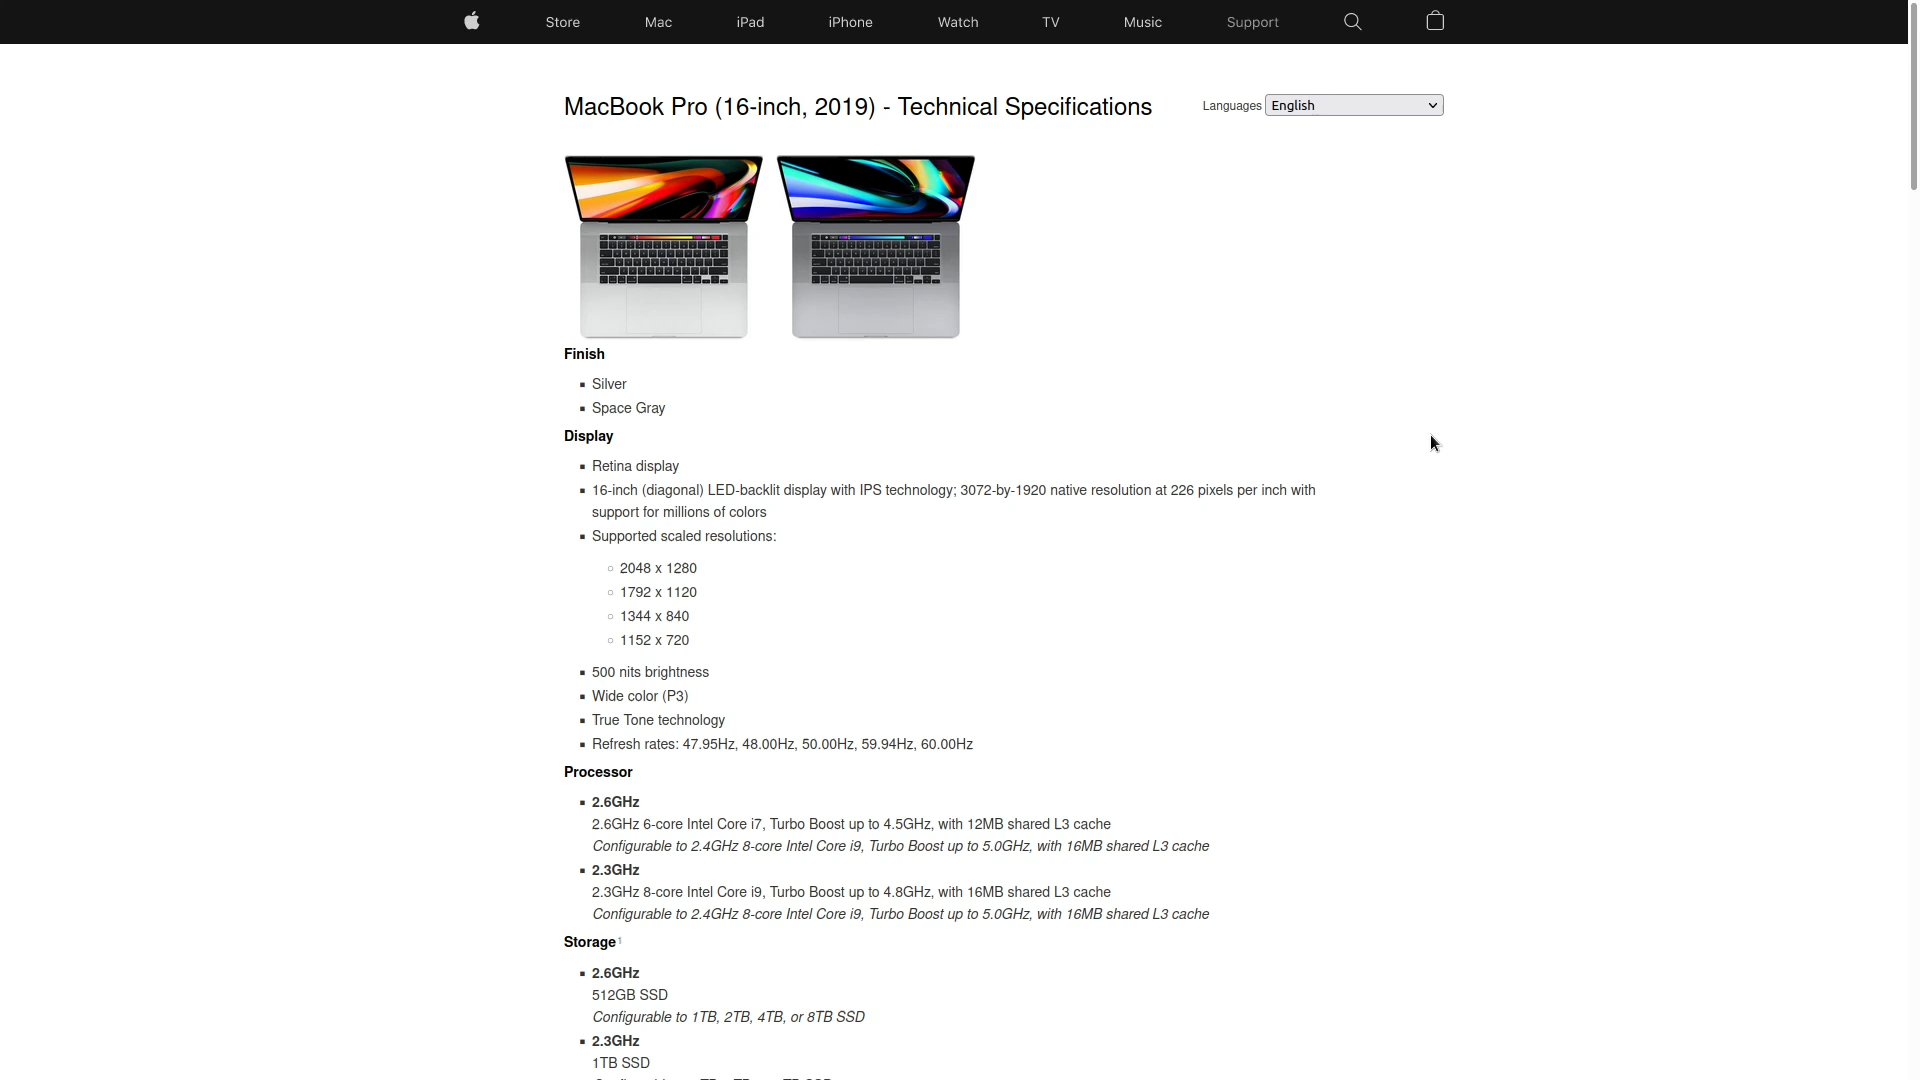 Store Mac iPad iPhone Watch TV Music Support
MacBook Pro (16-inch, 2019) - Technical Specifications
Languages English
Finish
Silver
Space Gray
Display
Retina display
16-inch (diagonal) LED-backlit display with IPS technology; 3072-by-1920 native resolution at 226 pixels per inch with
support for millions of colors
Supported scaled resolutions:
2048 x 1280
1792 x 1120
1344 x 840
1152 x 720
500 nits brightness
Wide color (P3)
True Tone technology
Refresh rates: 47.95Hz, 48.00Hz, 50.00Hz, 59.94Hz, 60.00Hz
Processor
2.6GHz
2.6GHz 6-core Intel Core i7, Turbo Boost up to 4.5GHz, with 12MB shared L3 cache
Configurable to 2.4GHz 8-core Intel Core i9, Turbo Boost up to 5.0GHz, with 16MB shared L3 cache
2.3GHz
2.3GHz 8-core Intel Core i9, Turbo Boost up to 4.8GHz, with 16MB shared L3 cache
Configurable to 2.4GHz 8-core Intel Core i9, Turbo Boost up to 5.0GHz, with 16MB shared L3 cache
Storage1
2.6GHz
512GB SSD
Configurable to 1TB, 2TB, 4TB, or 8TB SSD
2.3GHz
1TB SSD